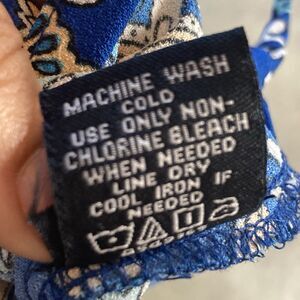 MACHINE WASH
COLD
USE ONLY NON-
CHLORINE BLEACH
WHEN NEEDED
LINE DRY
COOL IRON IF
NEEDED